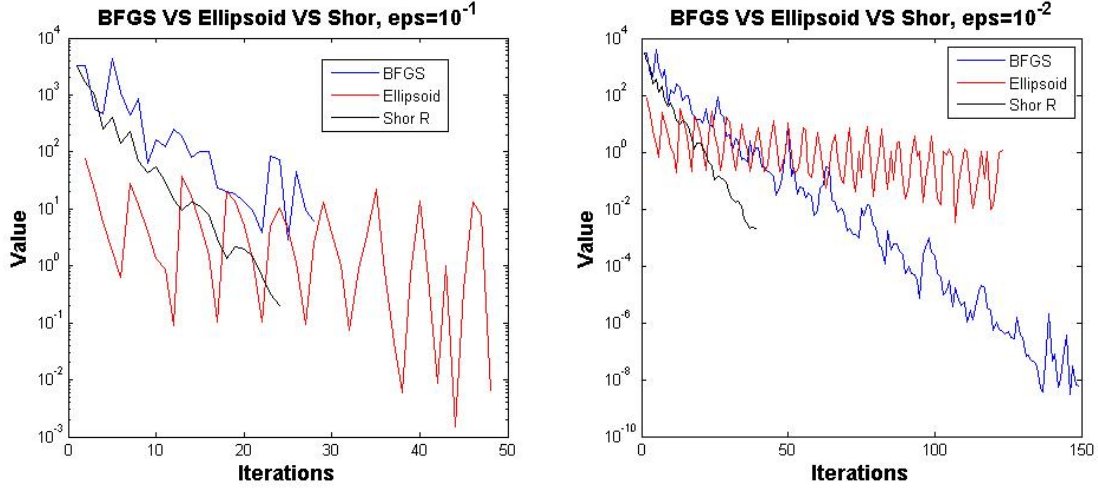 BFGS VS Ellipsoid VS Shor, eps=10^-1
10^4
10^3
10^2
10^1
10^0
10^-1
10^-2
10^-3
Value
0 10 20 30 40 50
Iterations
BFGS
Ellipsoid
Shor R
BFGS VS Ellipsoid VS Shor, eps=10^-2
10^4
10^2
10^0
10^-2
10^-4
10^-6
10^-8
10^-10
Value
0 50 100 150
Iterations
BFGS
Ellipsoid
Shor R